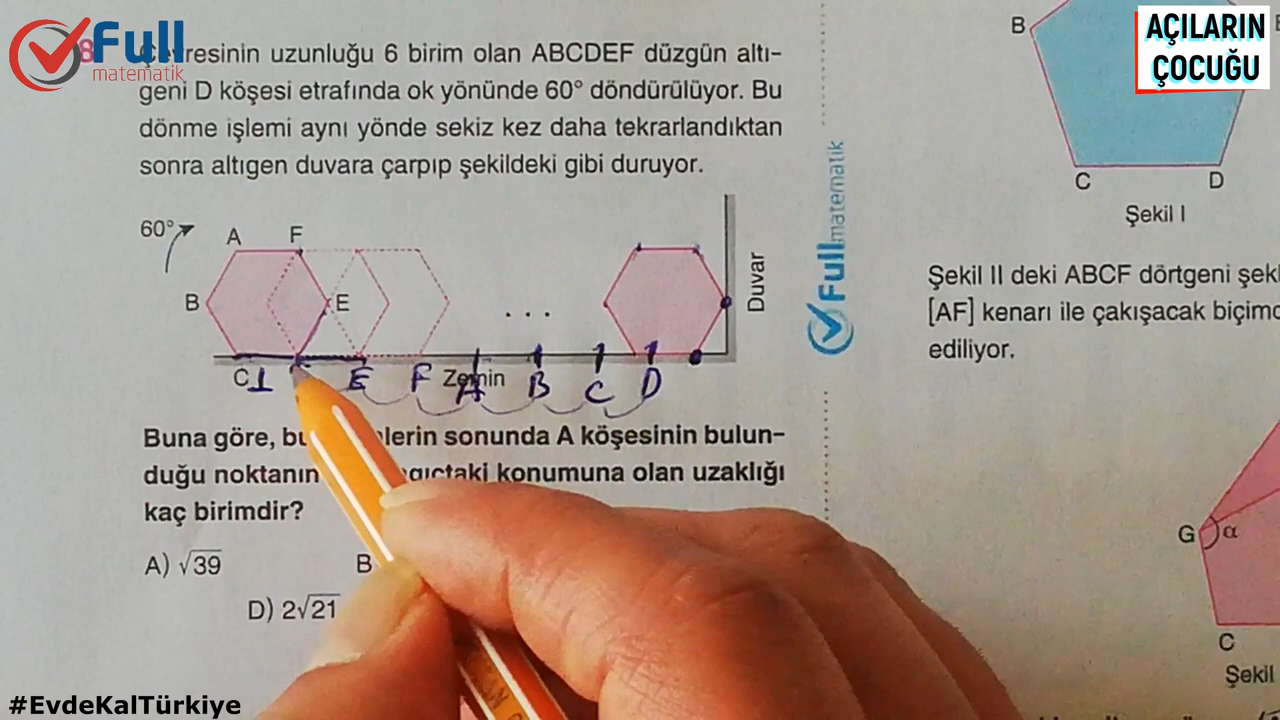 Full
matematik
8
Çevresinin uzunluğu 6 birim olan ABCDEF düzgün altı-
geni D köşesi etrafında ok yönünde 60° döndürülüyor. Bu
dönme işlemi aynı yönde sekiz kez daha tekrarlandıktan
sonra altıgen duvara çarpıp şekildeki gibi duruyor.
60°
A F
B E
C 1 E F Zemin A B C D
. . .
Duvar
Buna göre, bu lerin sonunda A köşesinin bulun-
duğu noktanın konumuna olan uzaklığı
kaç birimdir?
A) √39 B
D) 2√21
Full matematik
AÇILARIN
ÇOCUĞU
B
C D
Şekil I
Şekil II deki ABCF dörtgeni şekl
[AF] kenarı ile çakışacak biçimd
ediliyor.
G α
C
Şekil
#EvdeKalTürkiye